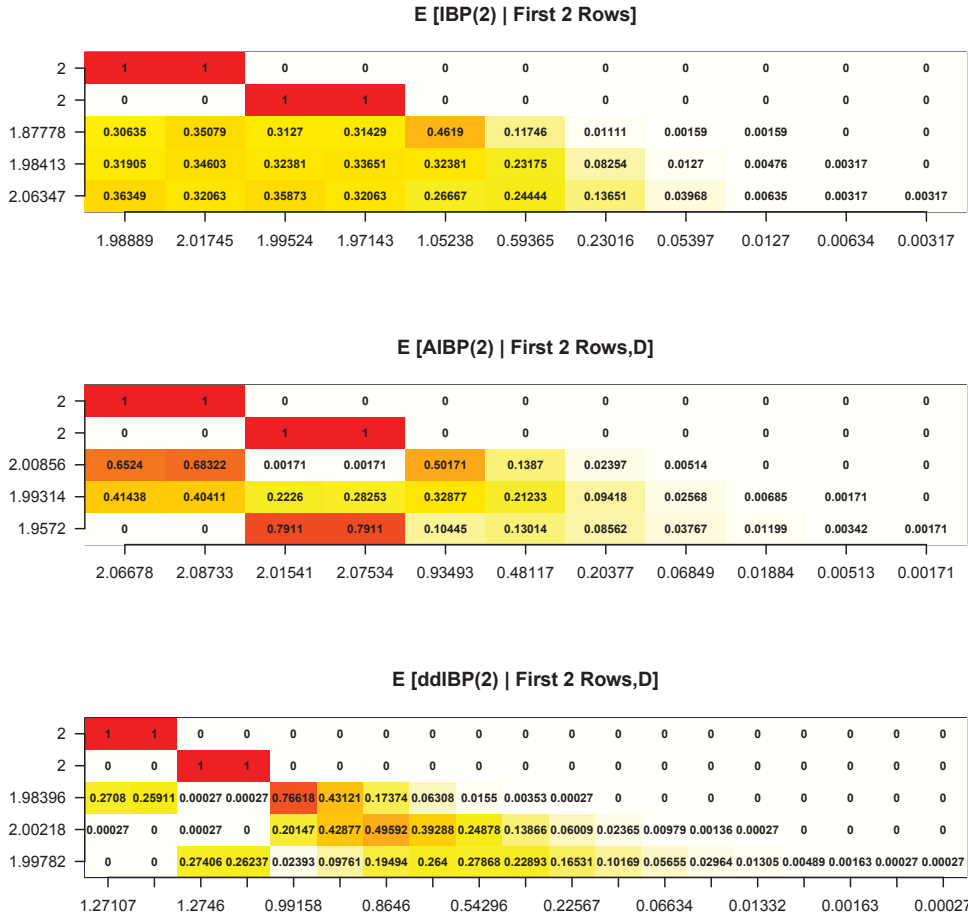 E [IBP(2) | First 2 Rows]
2 1 1 0 0 0 0 0 0 0 0 0
2 0 0 1 1 0 0 0 0 0 0 0
1.87778 0.30635 0.35079 0.3127 0.31429 0.4619 0.11746 0.01111 0.00159 0.00159 0 0
1.98413 0.31905 0.34603 0.32381 0.33651 0.32381 0.23175 0.08254 0.0127 0.00476 0.00317 0
2.06347 0.36349 0.32063 0.35873 0.32063 0.26667 0.24444 0.13651 0.03968 0.00635 0.00317 0.00317
1.98889 2.01745 1.99524 1.97143 1.05238 0.59365 0.23016 0.05397 0.0127 0.00634 0.00317
E [AIBP(2) | First 2 Rows,D]
2 1 1 0 0 0 0 0 0 0 0 0
2 0 0 1 1 0 0 0 0 0 0 0
2.00856 0.6524 0.68322 0.00171 0.00171 0.50171 0.1387 0.02397 0.00514 0 0 0
1.99314 0.41438 0.40411 0.2226 0.28253 0.32877 0.21233 0.09418 0.02568 0.00685 0.00171 0
1.9572 0 0 0.7911 0.7911 0.10445 0.13014 0.08562 0.03767 0.01199 0.00342 0.00171
2.06678 2.08733 2.01541 2.07534 0.93493 0.48117 0.20377 0.06849 0.01884 0.00513 0.00171
E [ddIBP(2) | First 2 Rows,D]
2 1 1 0 0 0 0 0 0 0 0 0 0 0 0 0 0 0 0 0
2 0 0 1 1 0 0 0 0 0 0 0 0 0 0 0 0 0 0 0
1.98396 0.2708 0.25911 0.00027 0.00027 0.76618 0.43121 0.17374 0.06308 0.0155 0.00353 0.00027 0 0 0 0 0 0 0 0
2.00218 0.00027 0 0.00027 0 0.20147 0.42877 0.49592 0.39288 0.24878 0.13866 0.06009 0.02365 0.00979 0.00136 0.00027 0 0 0 0
1.99782 0 0 0.27406 0.26237 0.02393 0.09761 0.19494 0.264 0.27868 0.22893 0.16531 0.10169 0.05655 0.02964 0.01305 0.00489 0.00163 0.00027 0.00027
1.27107 1.2746 0.99158 0.8646 0.54296 0.22567 0.06634 0.01332 0.00163 0.00027